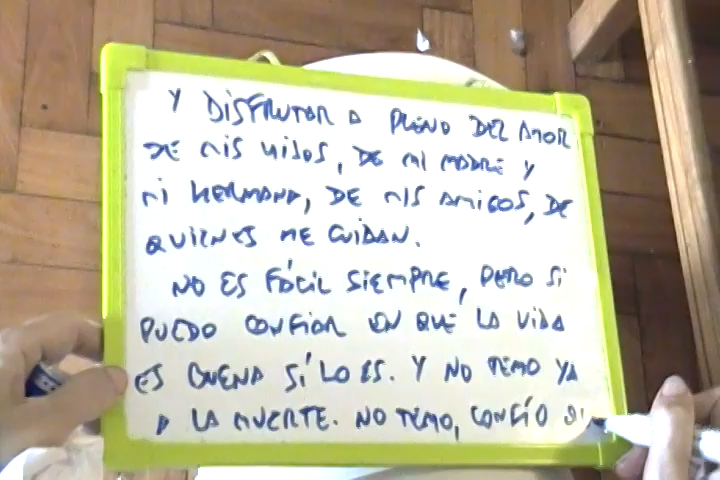 Y DISFRUTAR A PLENO DEL AMOR
DE MIS HIJOS, DE MI MADRE Y
MI HERMANA, DE MIS AMIGOS, DE
QUIENES ME CUIDAN.
NO ES FÁCIL SIEMPRE, PERO SI
PUEDO CONFIAR EN QUE LA VIDA
ES BUENA SÍ LO ES. Y NO TEMO YA
A LA MUERTE. NO TEMO, CONFÍO